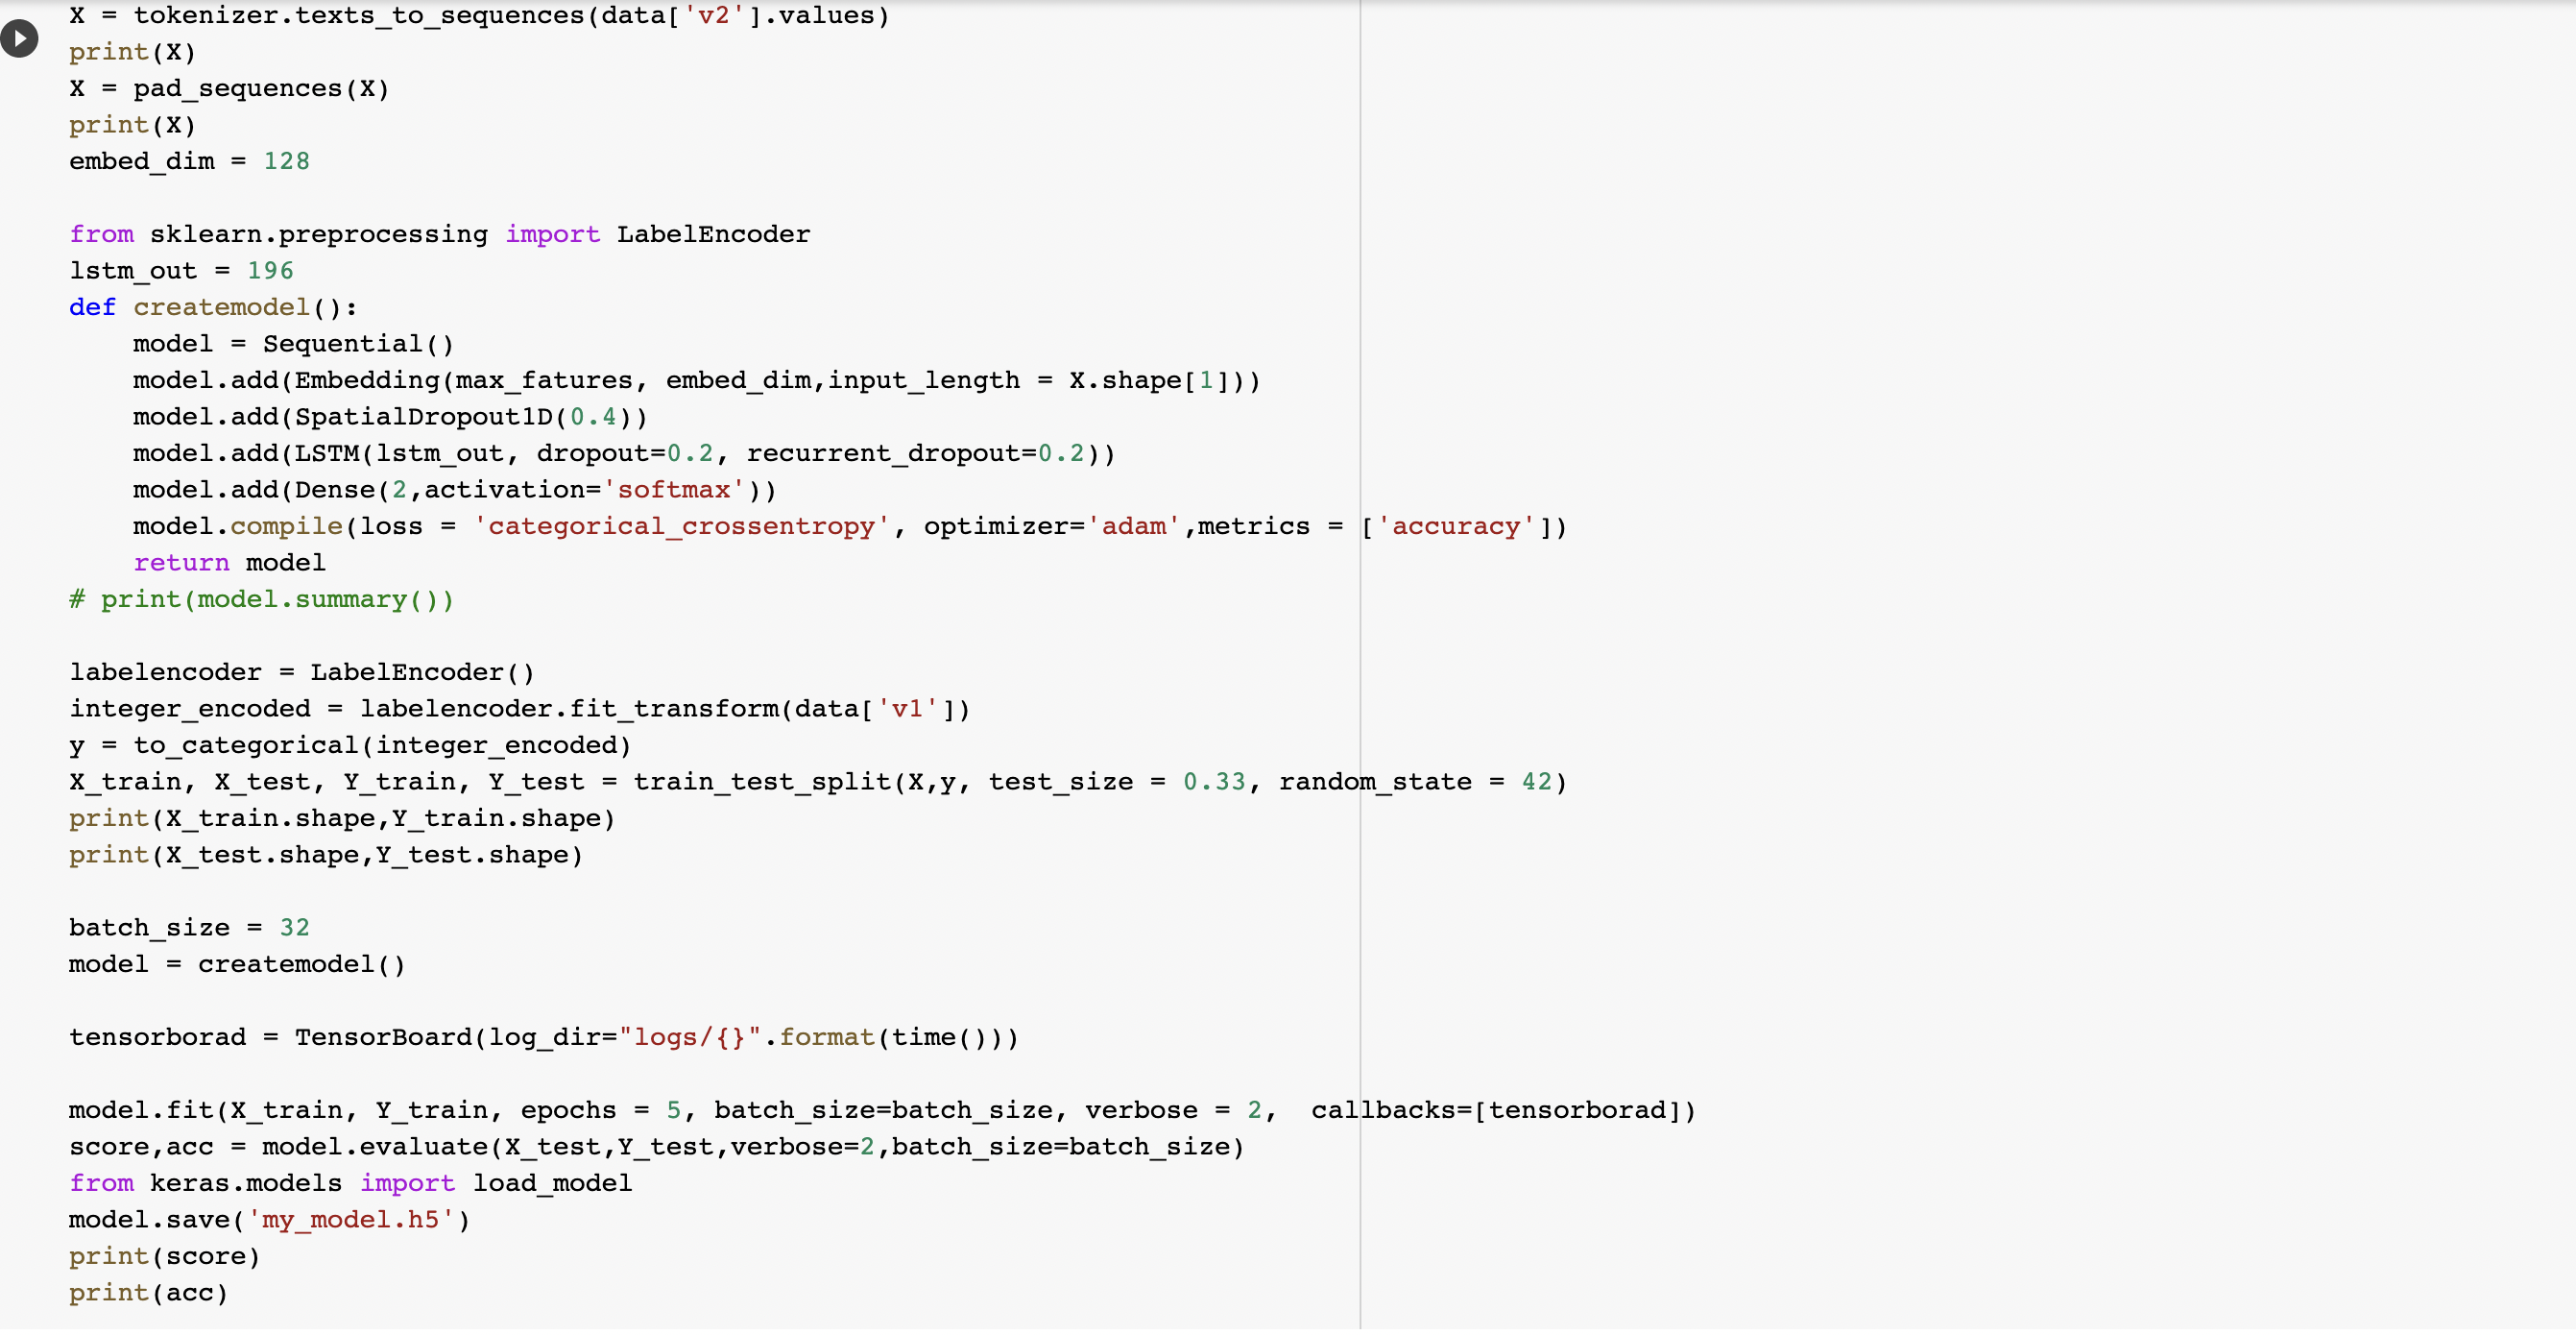 X = tokenizer.texts_to_sequences(data['v2'].values)
print(X)
X = pad_sequences(X)
print(X)
embed_dim = 128
from sklearn.preprocessing import LabelEncoder
lstm_out = 196
def createmodel():
    model = Sequential()
    model.add(Embedding(max_fatures, embed_dim,input_length = X.shape[1]))
    model.add(SpatialDropout1D(0.4))
    model.add(LSTM(lstm_out, dropout=0.2, recurrent_dropout=0.2))
    model.add(Dense(2,activation='softmax'))
    model.compile(loss = 'categorical_crossentropy', optimizer='adam',metrics = ['accuracy'])
    return model
# print(model.summary())
labelencoder = LabelEncoder()
integer_encoded = labelencoder.fit_transform(data['v1'])
y = to_categorical(integer_encoded)
X_train, X_test, Y_train, Y_test = train_test_split(X,y, test_size = 0.33, random_state = 42)
print(X_train.shape,Y_train.shape)
print(X_test.shape,Y_test.shape)
batch_size = 32
model = createmodel()
tensorborad = TensorBoard(log_dir="logs/{}".format(time()))
model.fit(X_train, Y_train, epochs = 5, batch_size=batch_size, verbose = 2,  callbacks=[tensorborad])
score,acc = model.evaluate(X_test,Y_test,verbose=2,batch_size=batch_size)
from keras.models import load_model
model.save('my_model.h5')
print(score)
print(acc)